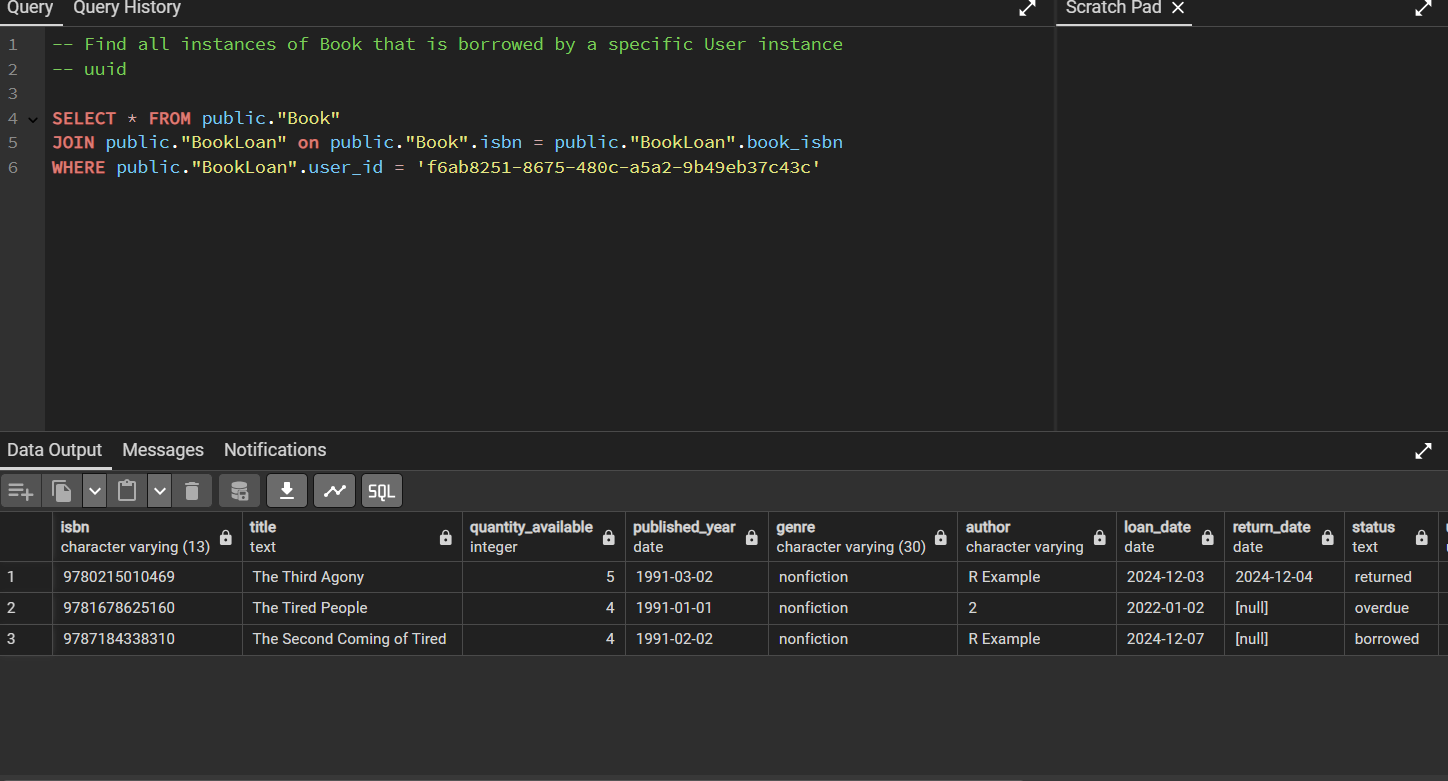 Query Query History Scratch Pad
1 -- Find all instances of Book that is borrowed by a specific User instance
2 -- uuid
3
4 SELECT * FROM public."Book"
5 JOIN public."BookLoan" on public."Book".isbn = public."BookLoan".book_isbn
6 WHERE public."BookLoan".user_id = 'f6ab8251-8675-480c-a5a2-9b49eb37c43c'
Data Output Messages Notifications
SQL
isbn title quantity_available published_year genre author loan_date return_date status
character varying (13) text integer date character varying (30) character varying date date text
1 9780215010469 The Third Agony 5 1991-03-02 nonfiction R Example 2024-12-03 2024-12-04 returned
2 9781678625160 The Tired People 4 1991-01-01 nonfiction 2 2022-01-02 [null] overdue
3 9787184338310 The Second Coming of Tired 4 1991-02-02 nonfiction R Example 2024-12-07 [null] borrowed